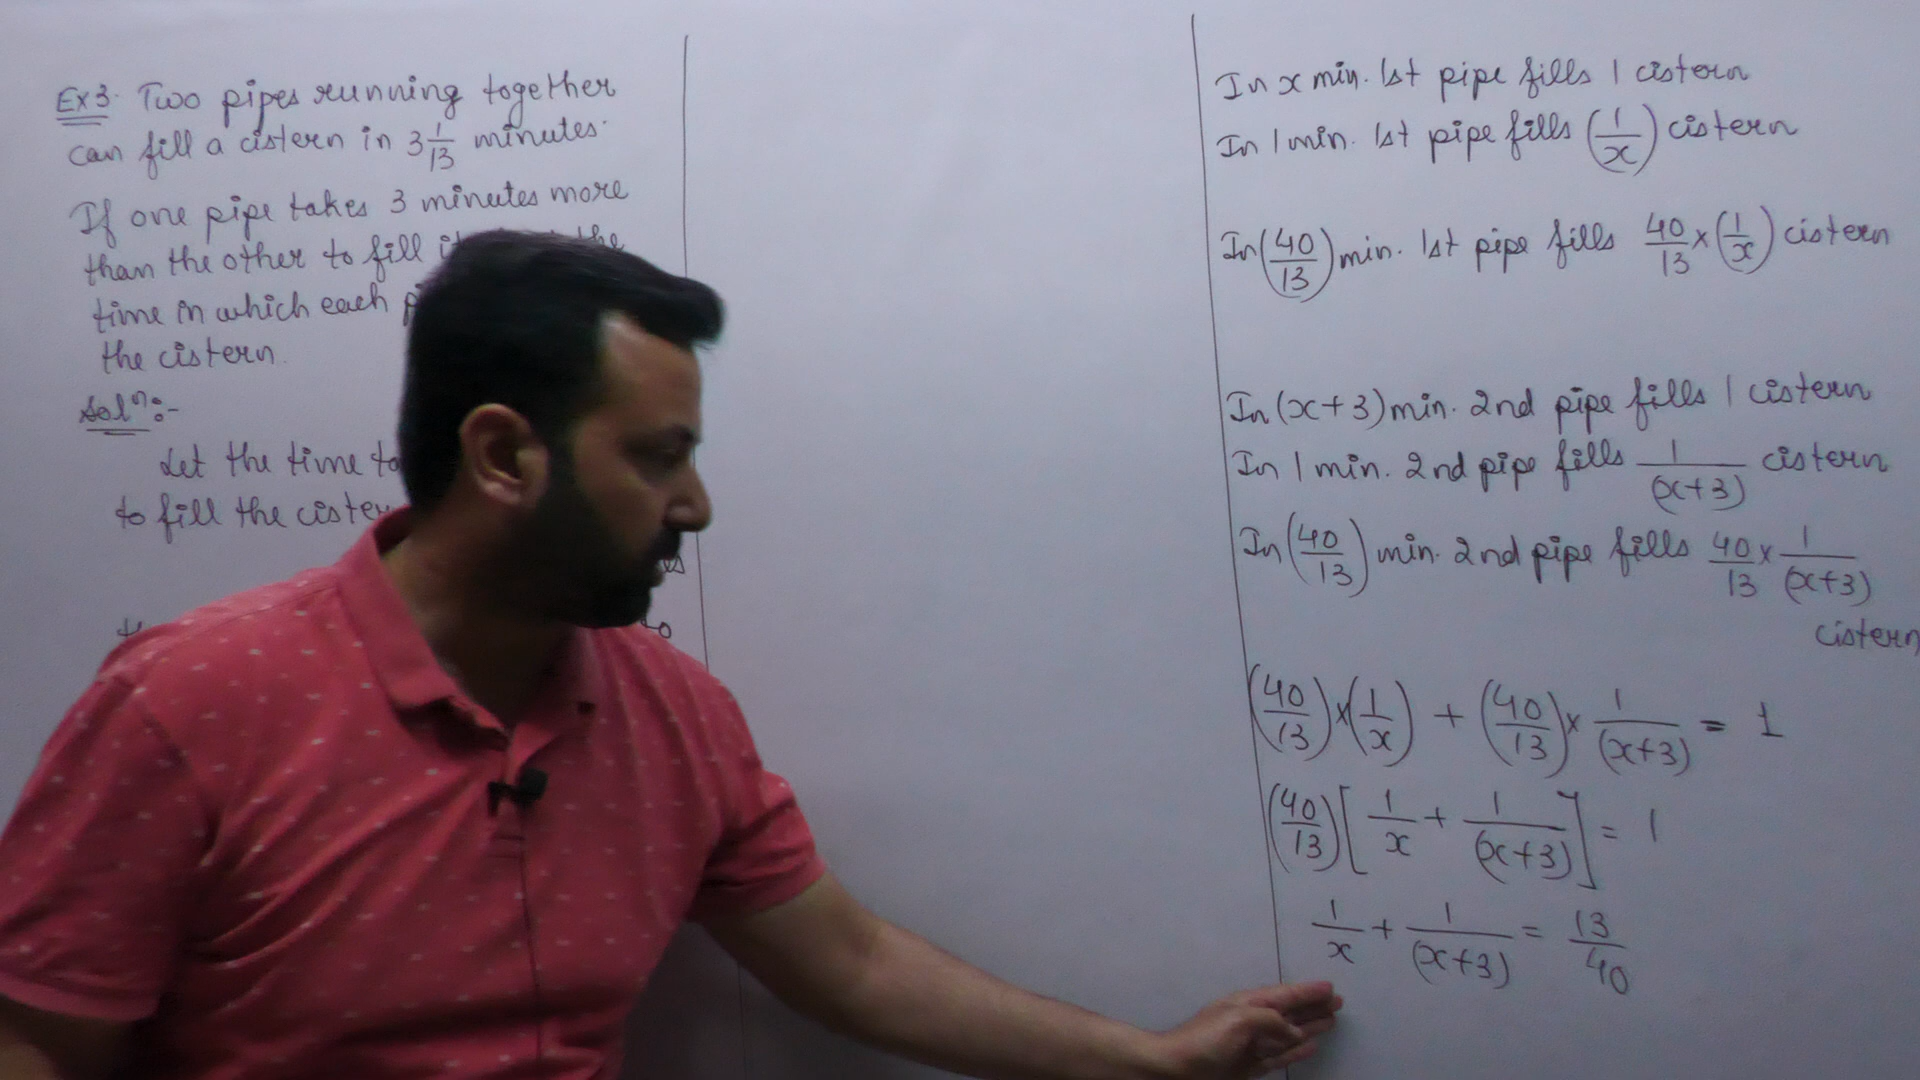 Ex 3. Two pipes running together
can fill a cistern in 3 1/13 minutes.
If one pipe takes 3 minutes more
than the other to fill the
time in which each
the cistern.
Solⁿ:-
Let the time
to fill the cistern
to
In x min. 1st pipe fills 1 cistern
In 1 min. 1st pipe fills (1/x) cistern
In (40/13) min. 1st pipe fills 40/13 × (1/x) cistern
In (x+3) min. 2nd pipe fills 1 cistern
In 1 min. 2nd pipe fills 1/(x+3) cistern
In (40/13) min. 2nd pipe fills 40/13 × 1/(x+3)
cistern
(40/13) × (1/x) + (40/13) × 1/(x+3) = 1
(40/13) [1/x + 1/(x+3)] = 1
1/x + 1/(x+3) = 13/40